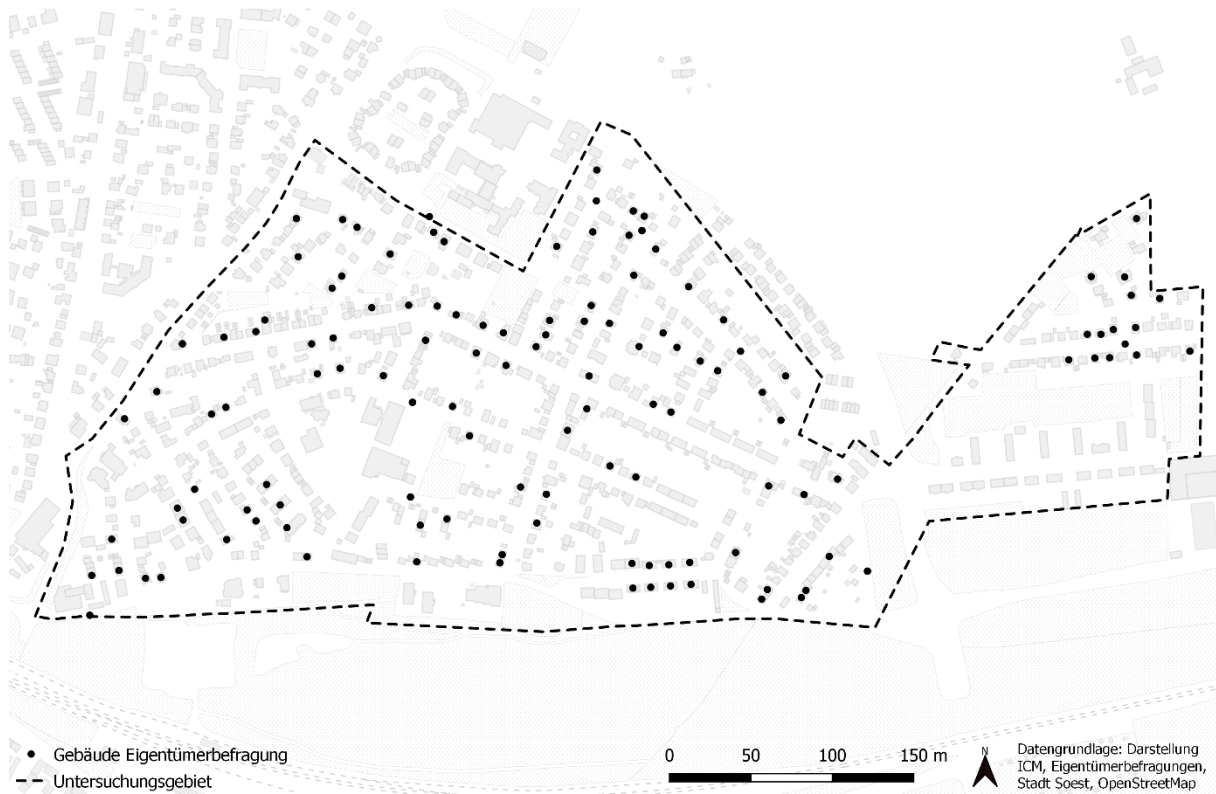 Gebäude Eigentümerbefragung
Untersuchungsgebiet
0 50 100 150 m
N
Datengrundlage: Darstellung
ICM, Eigentümerbefragungen,
Stadt Soest, OpenStreetMap